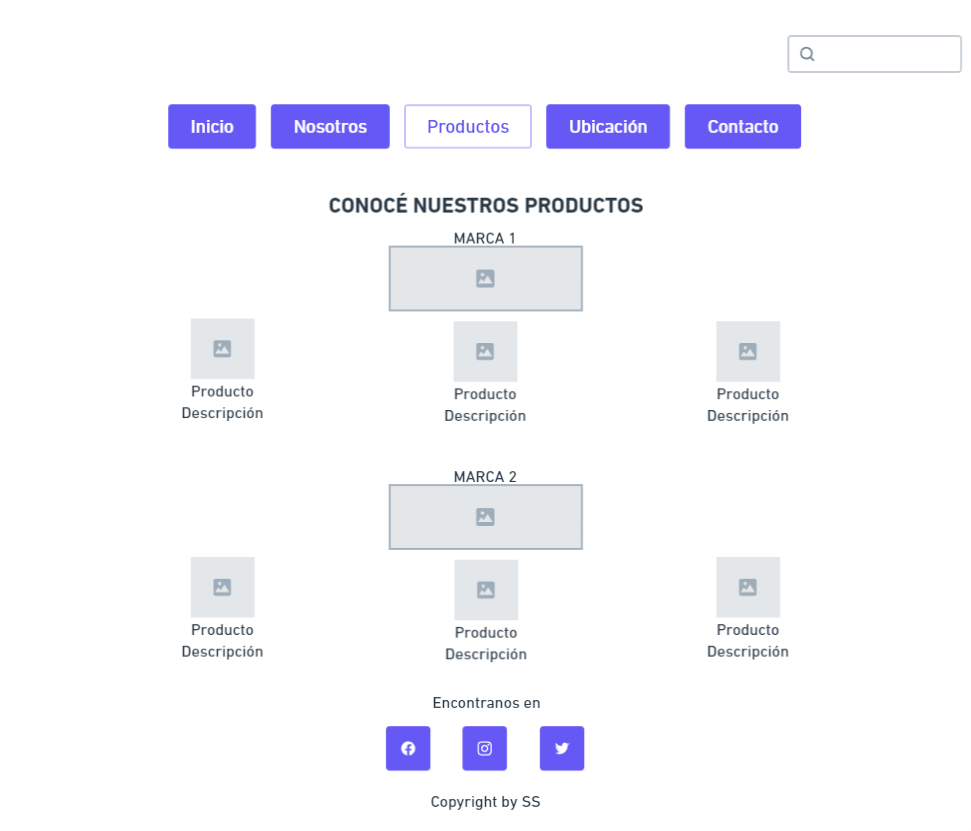 Inicio Nosotros Productos Ubicación Contacto
CONOCÉ NUESTROS PRODUCTOS
MARCA 1
Producto Producto Producto
Descripción Descripción Descripción
MARCA 2
Producto Producto Producto
Descripción Descripción Descripción
Encontranos en
Copyright by SS